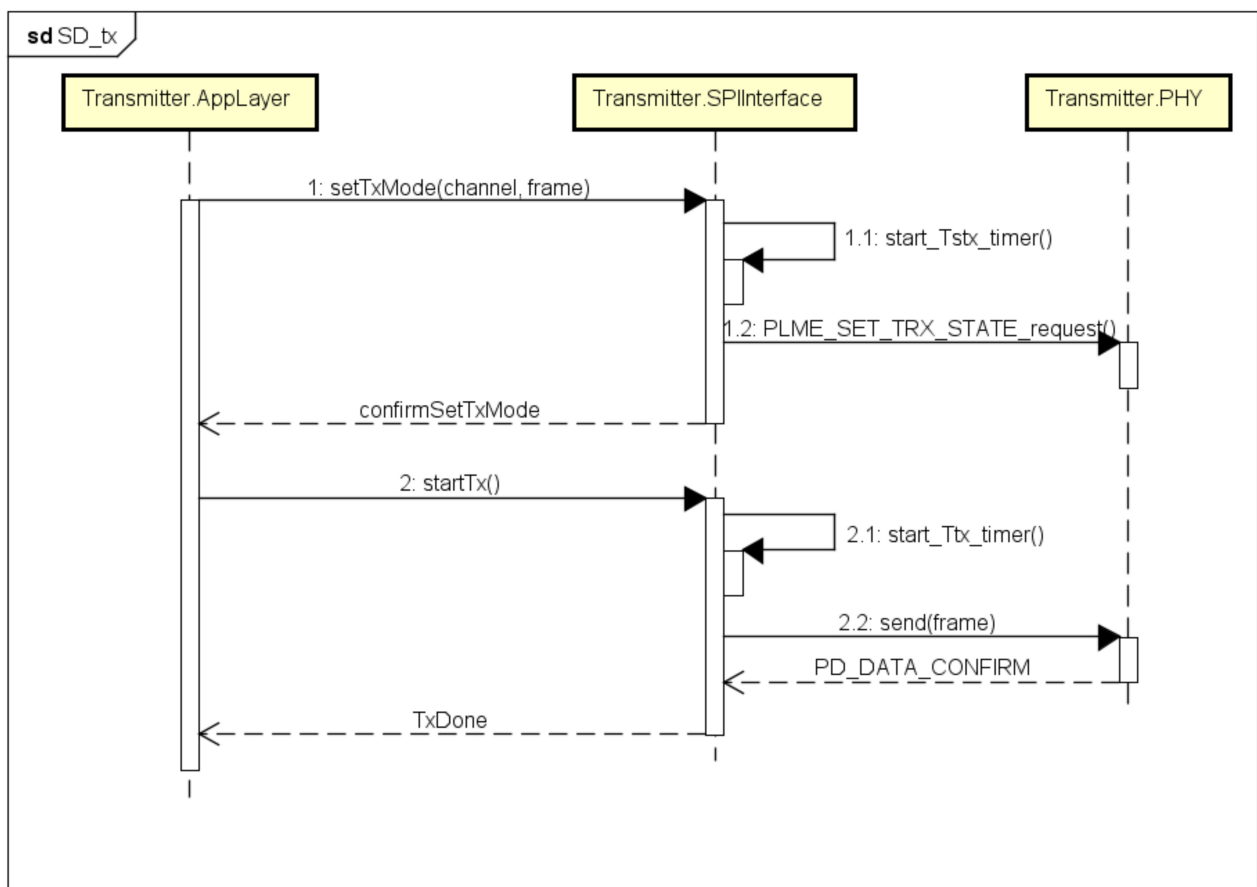 sd SD_tx
Transmitter.AppLayer
Transmitter.SPIInterface
Transmitter.PHY
1: setTxMode(channel, frame)
1.1: start_Tstx_timer()
1.2: PLME_SET_TRX_STATE_request()
confirmSetTxMode
2: startTx()
2.1: start_Ttx_timer()
2.2: send(frame)
PD_DATA_CONFIRM
TxDone